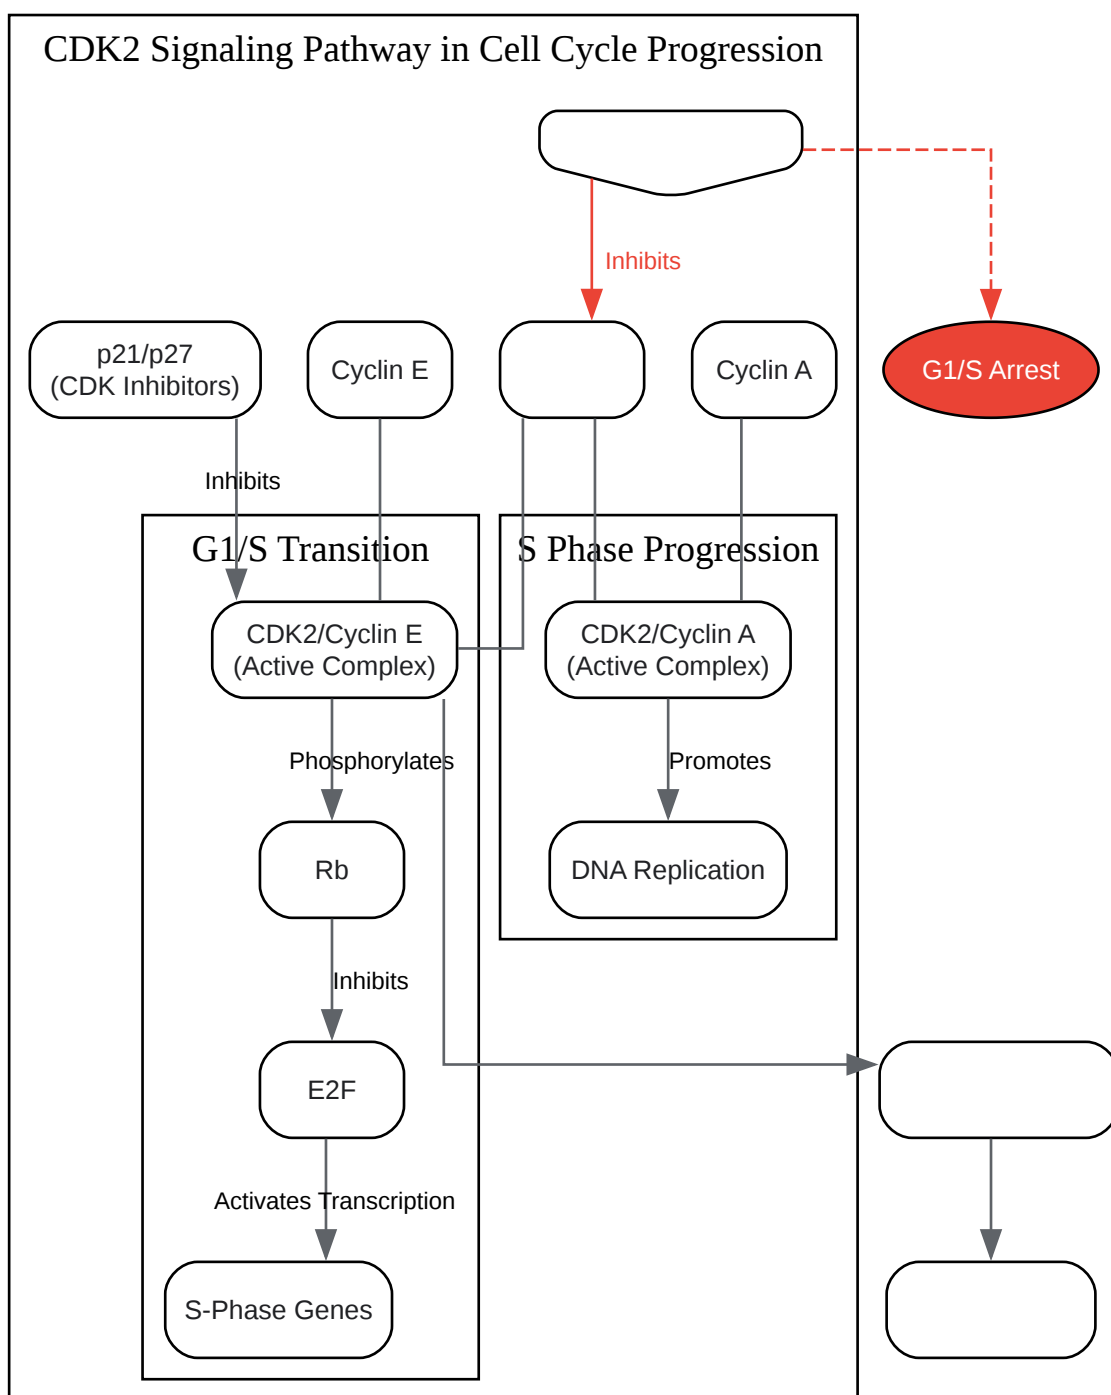 CDK2 Signaling Pathway in Cell Cycle Progression
Inhibits
p21/p27
(CDK Inhibitors)
Cyclin E
Cyclin A
G1/S Arrest
Inhibits
G1/S Transition
S Phase Progression
CDK2/Cyclin E
(Active Complex)
CDK2/Cyclin A
(Active Complex)
Phosphorylates
Promotes
Rb
DNA Replication
Inhibits
E2F
Activates Transcription
S-Phase Genes